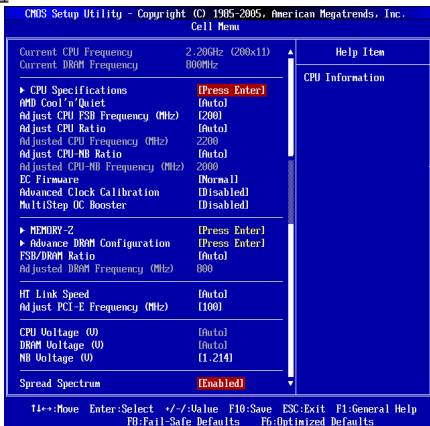 CMOS Setup Utility - Copyright (C) 1985-2005, American Megatrends, Inc.
Cell Menu
Current CPU Frequency 2.20GHz (200x11)
Current DRAM Frequency 800MHz
Help Item
CPU Information
CPU Specifications [Press Enter]
AMD Cool'n'Quiet [Auto]
Adjust CPU FSB Frequency (MHz) [200]
Adjust CPU Ratio [Auto]
Adjusted CPU Frequency (MHz) 2200
Adjust CPU-NB Ratio [Auto]
Adjusted CPU-NB Frequency (MHz) 2000
EC Firmware [Normal]
Advanced Clock Calibration [Disabled]
MultiStep OC Booster [Disabled]
MEMORY-Z [Press Enter]
Advance DRAM Configuration [Press Enter]
FSB/DRAM Ratio [Auto]
Adjusted DRAM Frequency (MHz) 800
HT Link Speed [Auto]
Adjust PCI-E Frequency (MHz) [100]
CPU Voltage (V) [Auto]
DRAM Voltage (V) [Auto]
NB Voltage (V) [1.214]
Spread Spectrum [Enabled]
↑↓←→:Move Enter:Select +/-/:Value F10:Save ESC:Exit F1:General Help
F8:Fail-Safe Defaults F6:Optimized Defaults